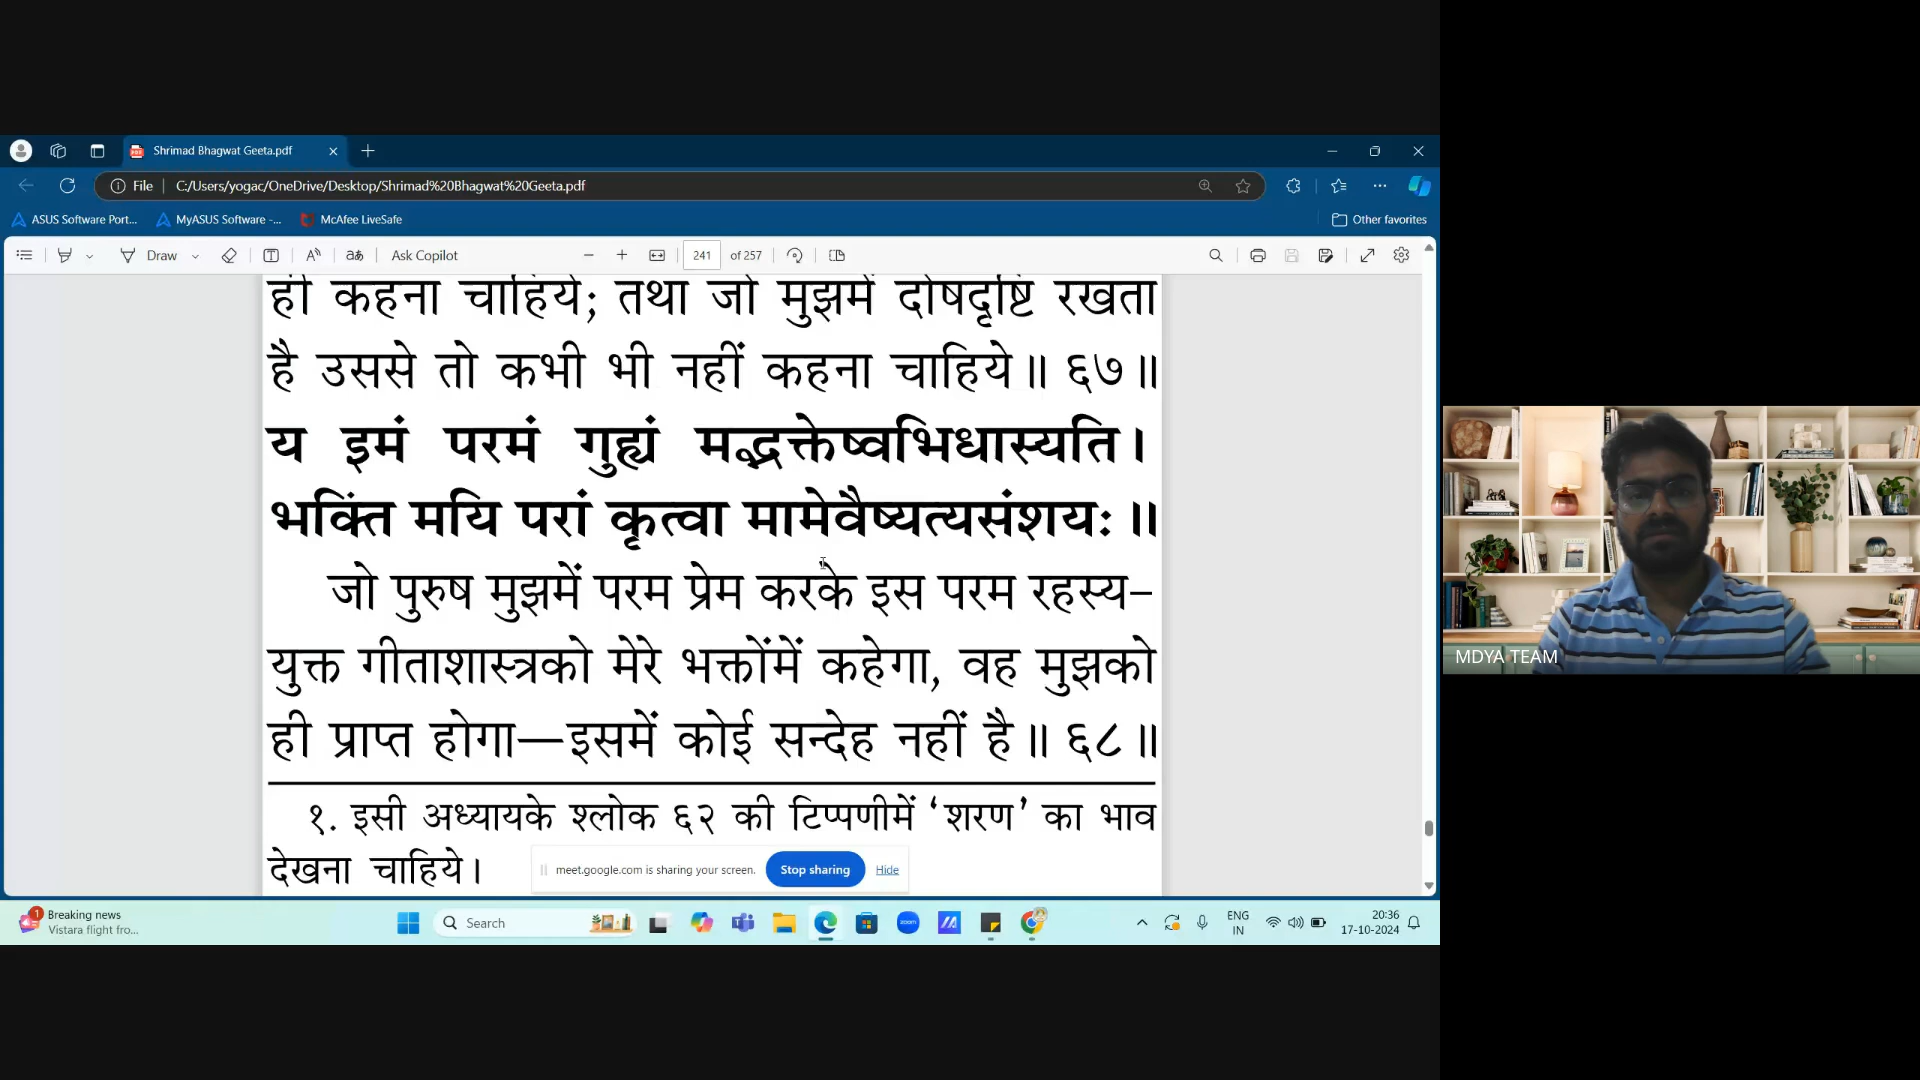 Shrimad Bhagwat Geeta.pdf
File C:/Users/yogac/OneDrive/Desktop/Shrimad%20Bhagwat%20Geeta.pdf
ASUS Software Port... MyASUS Software -... McAfee LiveSafe Other favorites
Draw Ask Copilot 241 of 257
ही कहना चाहिये; तथा जो मुझमें दोषदृष्टि रखता
है उससे तो कभी भी नहीं कहना चाहिये॥ ६७॥
य इमं परमं गुह्यं मद्भक्तेष्वभिधास्यति।
भक्तिं मयि परां कृत्वा मामेवैष्यत्यसंशयः॥
जो पुरुष मुझमें परम प्रेम करके इस परम रहस्य-
युक्त गीताशास्त्रको मेरे भक्तोंमें कहेगा, वह मुझको
ही प्राप्त होगा—इसमें कोई सन्देह नहीं है॥ ६८॥
१. इसी अध्यायके श्लोक ६२ की टिप्पणीमें ‘शरण’ का भाव
देखना चाहिये।
meet.google.com is sharing your screen. Stop sharing Hide
MDYA TEAM
1 Breaking news
Vistara flight fro...
Search
zoom
ENG
IN
20:36
17-10-2024